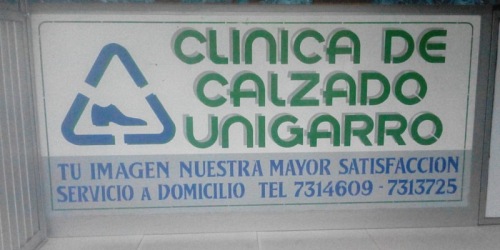 CLINICA DE
CALZADO
UNIGARRO
TU IMAGEN NUESTRA MAYOR SATISFACCION
SERVICIO A DOMICILIO TEL 7314609 - 7313725